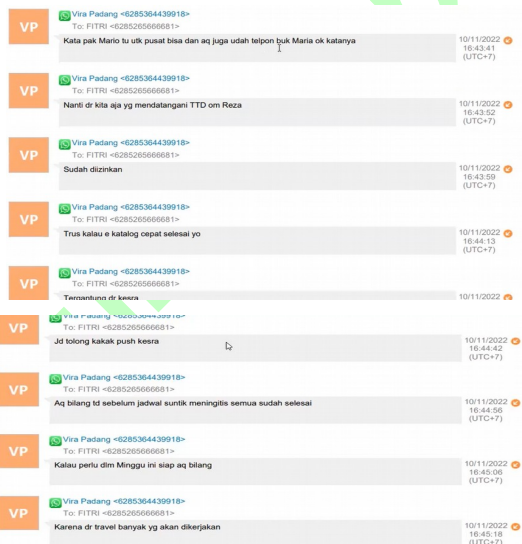 VP
Vira Padang <6285364439918>
To: FITRI <6285265666681>
Kata pak Mario tu utk pusat bisa dan aq juga udah telpon buk Maria ok katanya
10/11/2022
16:43:41
(UTC+7)
VP
Vira Padang <6285364439918>
To: FITRI <6285265666681>
Nanti dr kita aja yg mendatangani TTD om Reza
10/11/2022
16:43:52
(UTC+7)
VP
Vira Padang <6285364439918>
To: FITRI <6285265666681>
Sudah diizinkan
10/11/2022
16:43:59
(UTC+7)
VP
Vira Padang <6285364439918>
To: FITRI <6285265666681>
Trus kalau e katalog cepat selesai yo
10/11/2022
16:44:13
(UTC+7)
VP
Vira Padang <6285364439918>
To: FITRI <6285265666681>
Tergantung dr kesra
10/11/2022
VP
Vira Padang <6285364439918>
To: FITRI <6285265666681>
Jd tolong kakak push kesra
10/11/2022
16:44:42
(UTC+7)
VP
Vira Padang <6285364439918>
To: FITRI <6285265666681>
Aq bilang td sebelum jadwal suntik meningitis semua sudah selesai
10/11/2022
16:44:56
(UTC+7)
VP
Vira Padang <6285364439918>
To: FITRI <6285265666681>
Kalau perlu dlm Minggu ini siap aq bilang
10/11/2022
16:45:06
(UTC+7)
VP
Vira Padang <6285364439918>
To: FITRI <6285265666681>
Karena dr travel banyak yg akan dikerjakan
10/11/2022
16:45:18
(UTC+7)